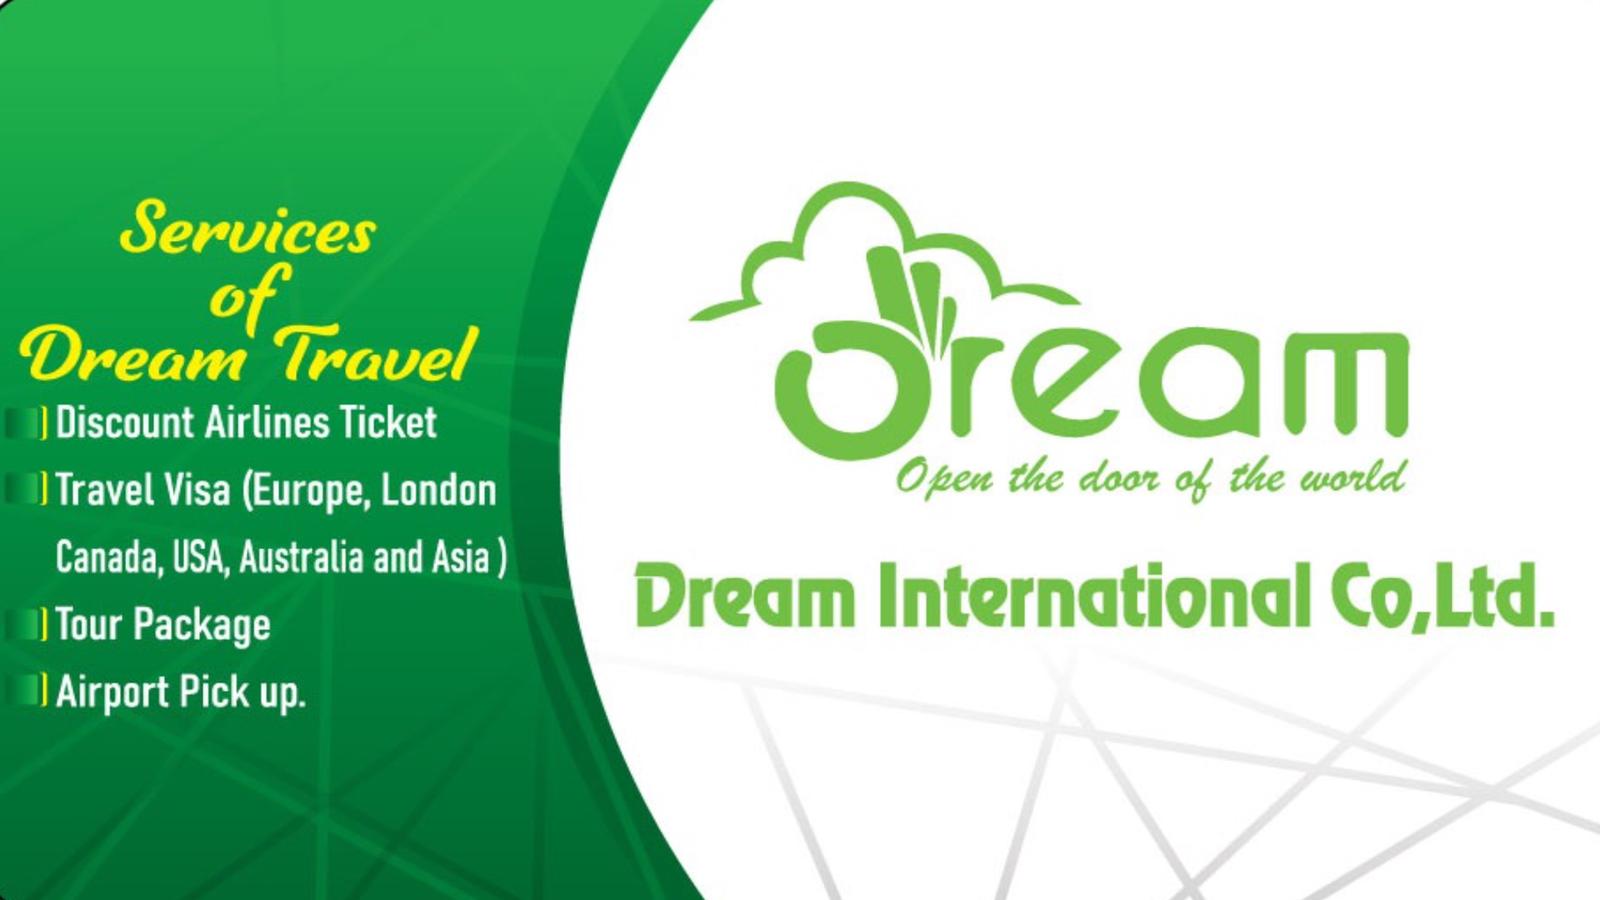 Services
of
Dream Travel
Discount Airlines Ticket
Travel Visa (Europe, London
Canada, USA, Australia and Asia )
Tour Package
Airport Pick up.
dream
Open the door of the world
Dream International Co,Ltd.